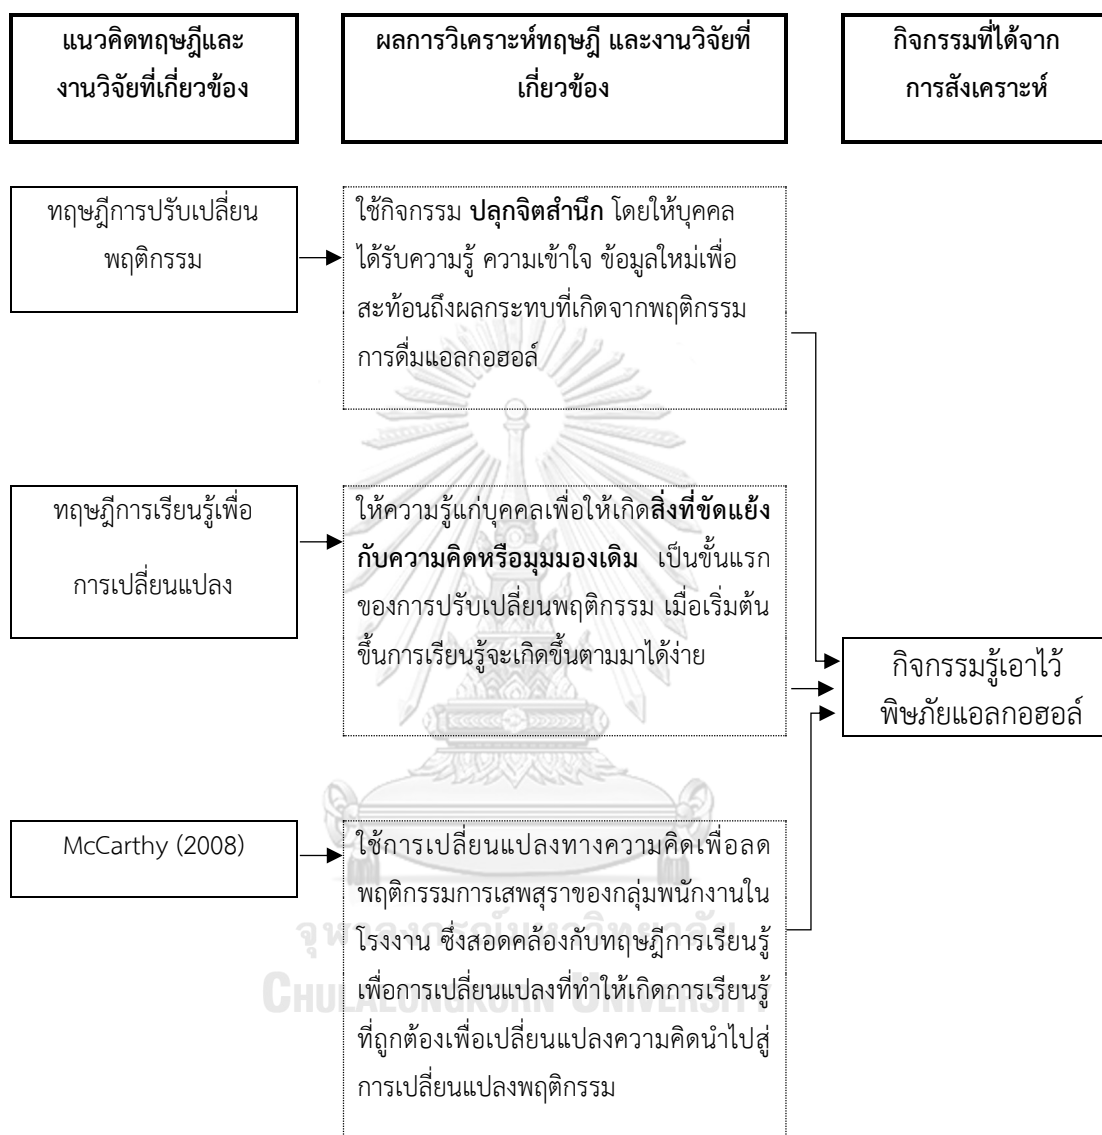 แนวคิดทฤษฎีและ
งานวิจัยที่เกี่ยวข้อง
ผลการวิเคราะห์ทฤษฎี และงานวิจัยที่
เกี่ยวข้อง
กิจกรรมที่ได้จาก
การสังเคราะห์
ทฤษฎีการปรับเปลี่ยน
พฤติกรรม
ใช้กิจกรรม ปลุกจิตสำนึก โดยให้บุคคล
ได้รับความรู้ ความเข้าใจ ข้อมูลใหม่เพื่อ
สะท้อนถึงผลกระทบที่เกิดจากพฤติกรรม
การดื่มแอลกอฮอล์
ทฤษฎีการเรียนรู้เพื่อ
การเปลี่ยนแปลง
ให้ความรู้แก่บุคคลเพื่อให้เกิดสิ่งที่ขัดแย้ง
กับความคิดหรือมุมมองเดิม เป็นขั้นแรก
ของการปรับเปลี่ยนพฤติกรรม เมื่อเริ่มต้น
ขึ้นการเรียนรู้จะเกิดขึ้นตามมาได้ง่าย
กิจกรรมรู้เอาไว้
พิษภัยแอลกอฮอล์
McCarthy (2008)
ใช้การเปลี่ยนแปลงทางความคิดเพื่อลด
พฤติกรรมการเสพสุราของกลุ่มพนักงานใน
โรงงาน ซึ่งสอดคล้องกับทฤษฎีการเรียนรู้
เพื่อการเปลี่ยนแปลงที่ทำให้เกิดการเรียนรู้
ที่ถูกต้องเพื่อเปลี่ยนแปลงความคิดนำไปสู่
การเปลี่ยนแปลงพฤติกรรม
จุฬาลงกรณ์มหาวิทยาลัย
CHULALONGKORN UNIVERSITY